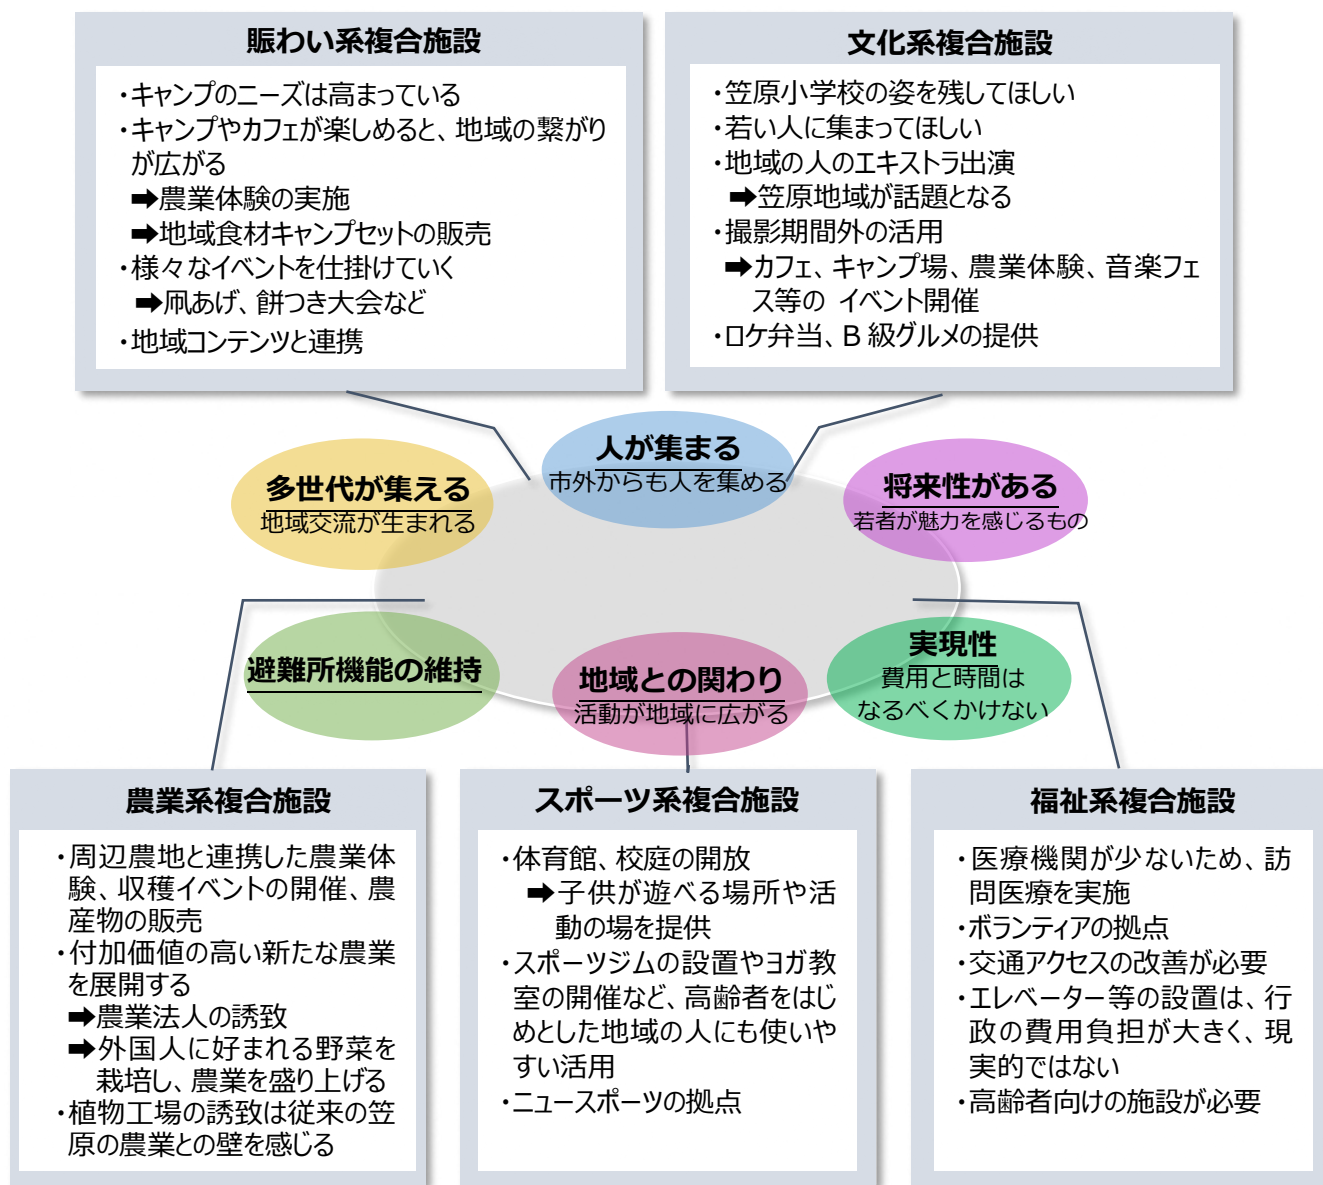 賑わい系複合施設
・キャンプのニーズは高まっている
・キャンプやカフェが楽しめると、地域の繋がり
が広がる
➡農業体験の実施
➡地域食材キャンプセットの販売
・様々なイベントを仕掛けていく
➡凧あげ、餅つき大会など
・地域コンテンツと連携
文化系複合施設
・笠原小学校の姿を残してほしい
・若い人に集まってほしい
・地域の人のエキストラ出演
➡笠原地域が話題となる
・撮影期間外の活用
➡カフェ、キャンプ場、農業体験、音楽フェ
ス等の イベント開催
・ロケ弁当、B 級グルメの提供
人が集まる
市外からも人を集める
多世代が集える
地域交流が生まれる
将来性がある
若者が魅力を感じるもの
避難所機能の維持
地域との関わり
活動が地域に広がる
実現性
費用と時間は
なるべくかけない
農業系複合施設
・周辺農地と連携した農業体
験、収穫イベントの開催、農
産物の販売
・付加価値の高い新たな農業
を展開する
➡農業法人の誘致
➡外国人に好まれる野菜を
栽培し、農業を盛り上げる
・植物工場の誘致は従来の笠
原の農業との壁を感じる
スポーツ系複合施設
・体育館、校庭の開放
➡子供が遊べる場所や活
動の場を提供
・スポーツジムの設置やヨガ教
室の開催など、高齢者をはじ
めとした地域の人にも使いや
すい活用
・ニュースポーツの拠点
福祉系複合施設
・医療機関が少ないため、訪
問医療を実施
・ボランティアの拠点
・交通アクセスの改善が必要
・エレベーター等の設置は、行
政の費用負担が大きく、現
実的ではない
・高齢者向けの施設が必要